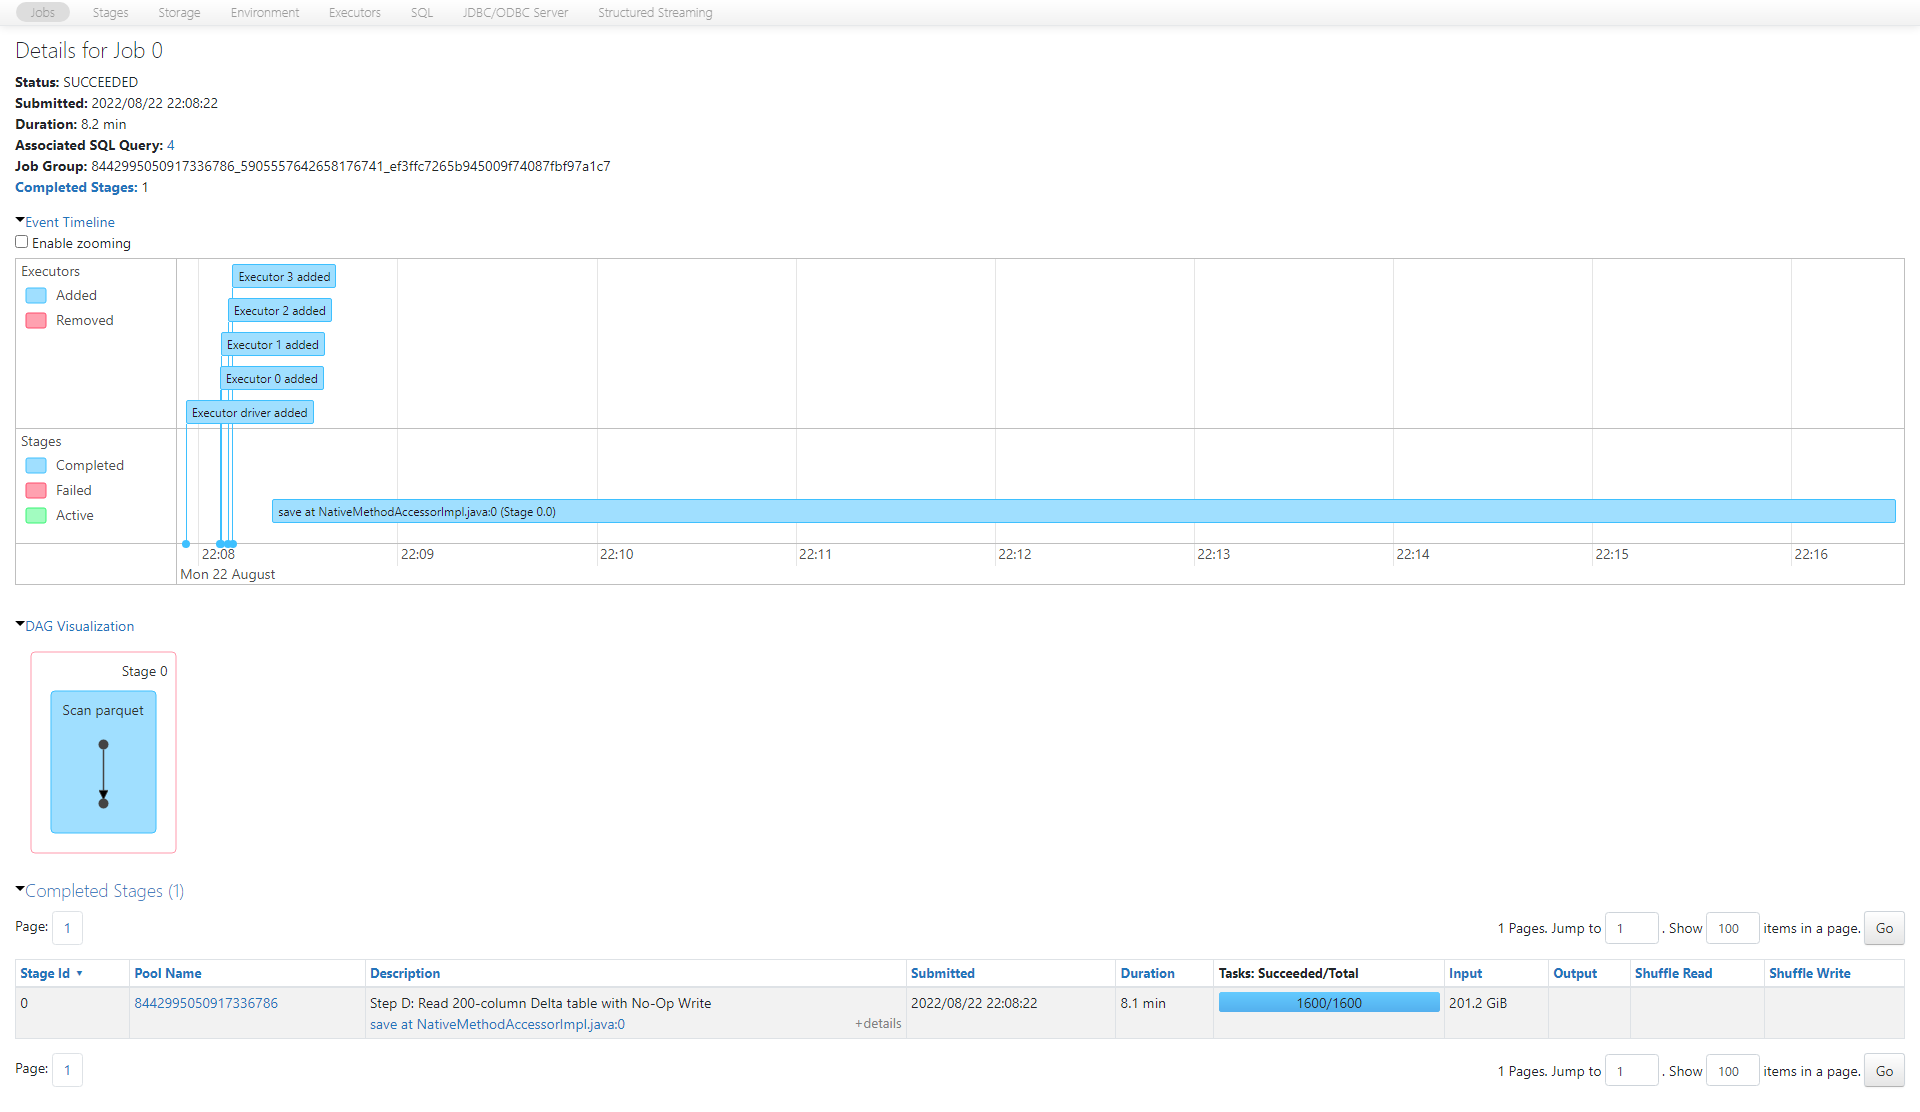 Jobs Stages Storage Environment Executors SQL JDBC/ODBC Server Structured Streaming
Details for Job 0
Status: SUCCEEDED
Submitted: 2022/08/22 22:08:22
Duration: 8.2 min
Associated SQL Query: 4
Job Group: 8442995050917336786_5905557642658176741_ef3ffc7265b945009f74087fbf97a1c7
Completed Stages: 1
Event Timeline
Enable zooming
Executors
Added
Removed
Executor 3 added
Executor 2 added
Executor 1 added
Executor 0 added
Executor driver added
Stages
Completed
Failed
Active
save at NativeMethodAccessorImpl.java:0 (Stage 0.0)
22:08 22:09 22:10 22:11 22:12 22:13 22:14 22:15 22:16
Mon 22 August
DAG Visualization
Stage 0
Scan parquet
Completed Stages (1)
Page: 1 1 Pages. Jump to 1 . Show 100 items in a page. Go
Stage Id ▾ Pool Name Description Submitted Duration Tasks: Succeeded/Total Input Output Shuffle Read Shuffle Write
0 8442995050917336786 Step D: Read 200-column Delta table with No-Op Write 2022/08/22 22:08:22 8.1 min 1600/1600 201.2 GiB
save at NativeMethodAccessorImpl.java:0 +details
Page: 1 1 Pages. Jump to 1 . Show 100 items in a page. Go